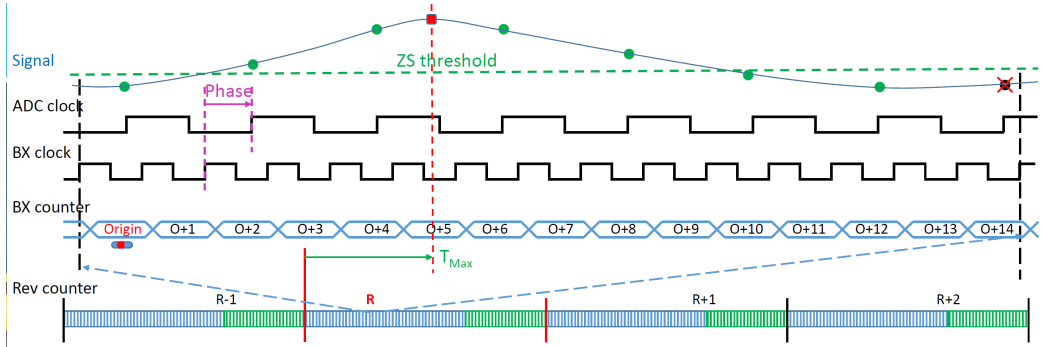 Signal
ZS threshold
Phase
ADC clock
BX clock
BX counter
Origin O+1 O+2 O+3 O+4 O+5 O+6 O+7 O+8 O+9 O+10 O+11 O+12 O+13 O+14
TMax
Rev counter
R-1 R R+1 R+2